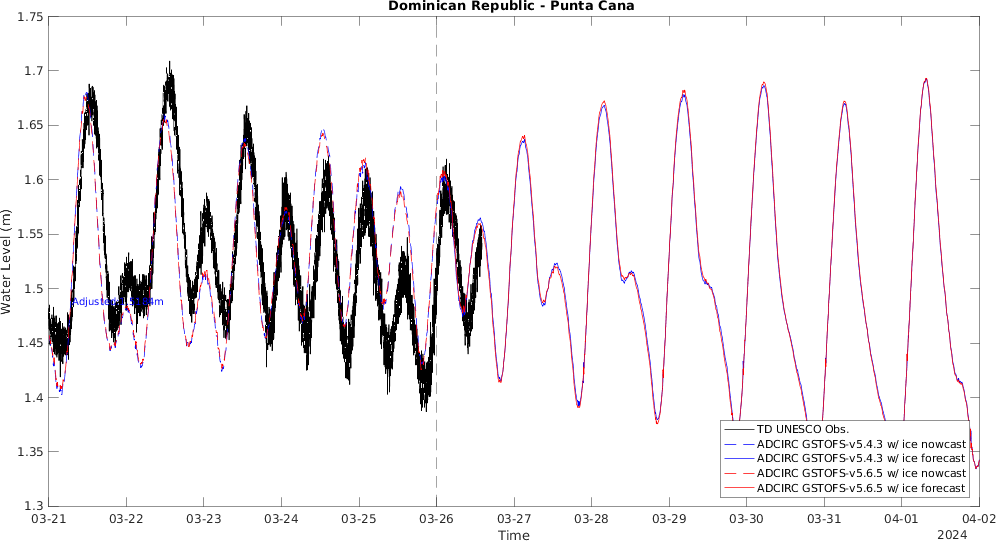 Dominican Republic - Punta Cana
Water Level (m)
1.75
1.7
1.65
1.6
1.55
1.5
1.45
1.4
1.35
1.3
Adjusted
TD UNESCO Obs.
ADCIRC GSTOFS-v5.4.3 w/ ice nowcast
ADCIRC GSTOFS-v5.4.3 w/ ice forecast
ADCIRC GSTOFS-v5.6.5 w/ ice nowcast
ADCIRC GSTOFS-v5.6.5 w/ ice forecast
03-21 03-22 03-23 03-24 03-25 03-26 03-27 03-28 03-29 03-30 03-31 04-01 04-02
Time
2024